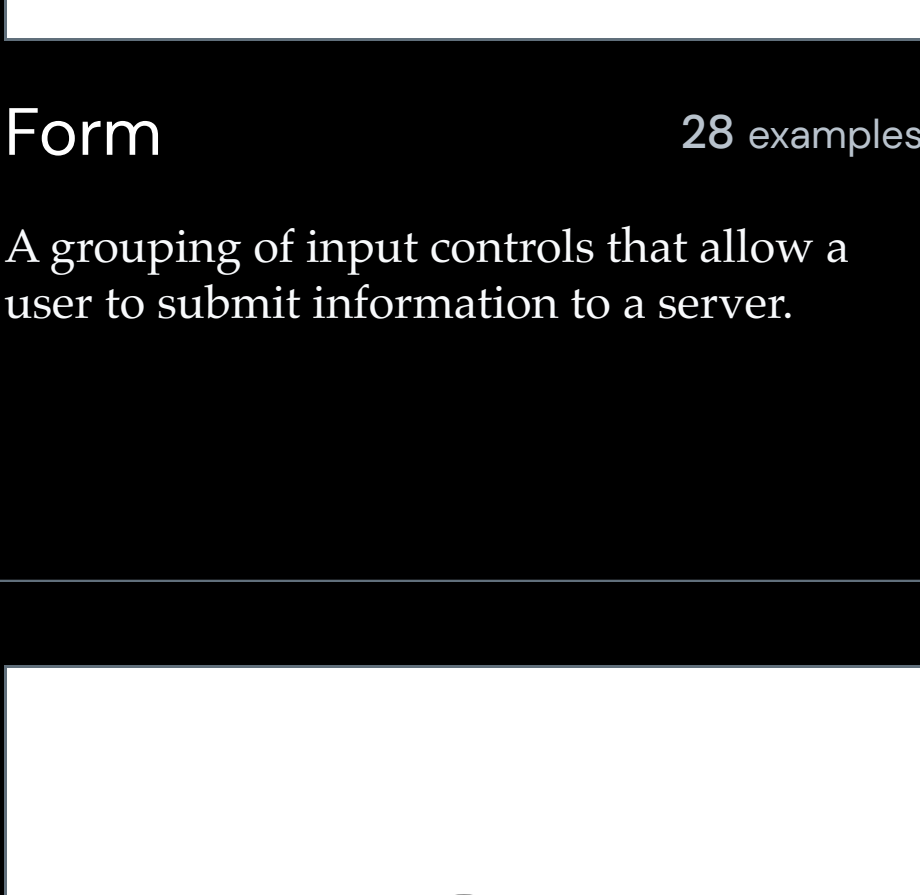 Form
28 examples
A grouping of input controls that allow a
user to submit information to a server.